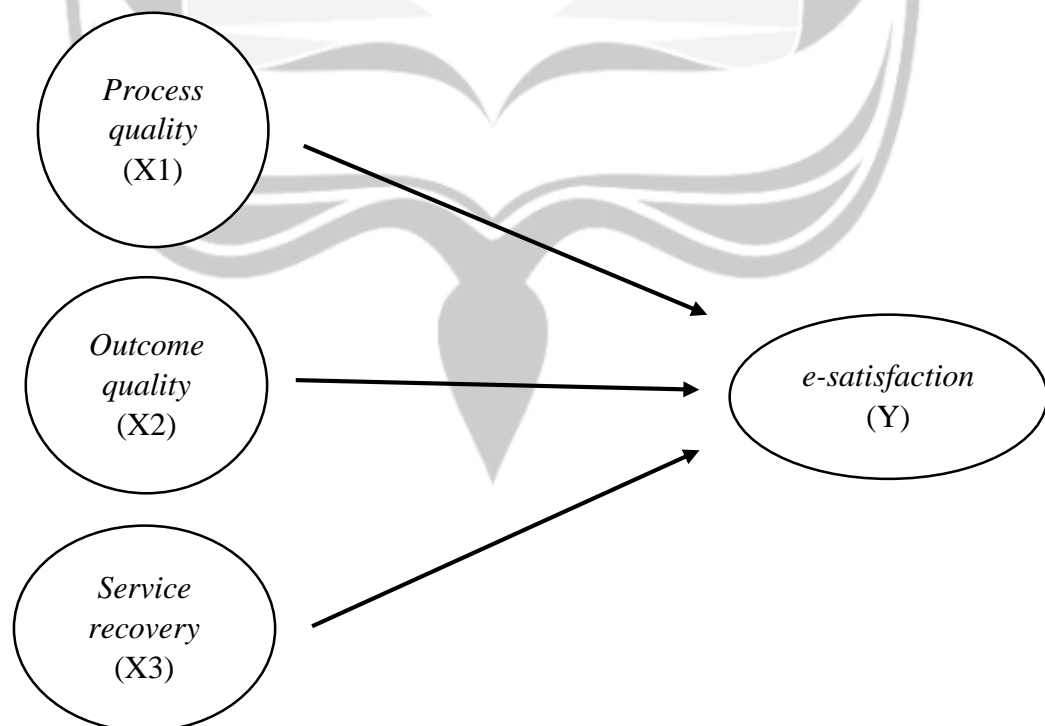 Process
quality
(X1)
Outcome
quality
(X2)
e-satisfaction
(Y)
Service
recovery
(X3)